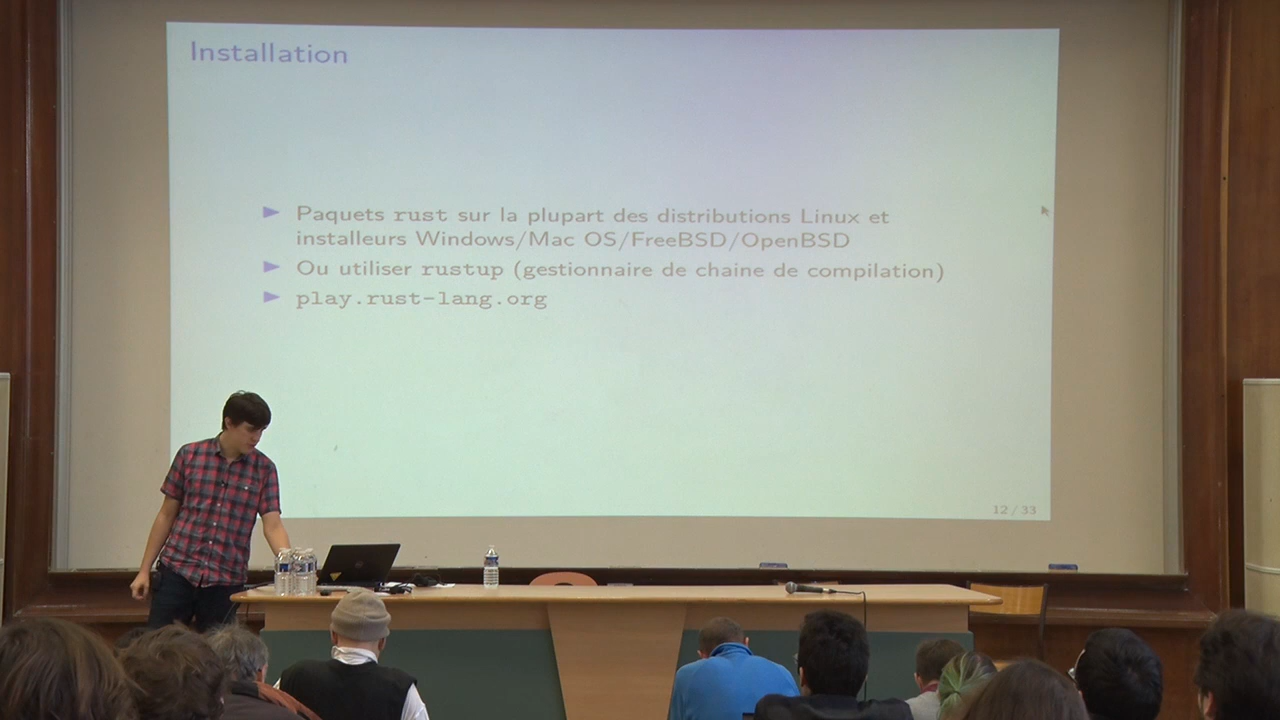 Installation
Paquets rust sur la plupart des distributions Linux et
installeurs Windows/Mac OS/FreeBSD/OpenBSD
Ou utiliser rustup (gestionnaire de chaine de compilation)
play.rust-lang.org
12 / 33